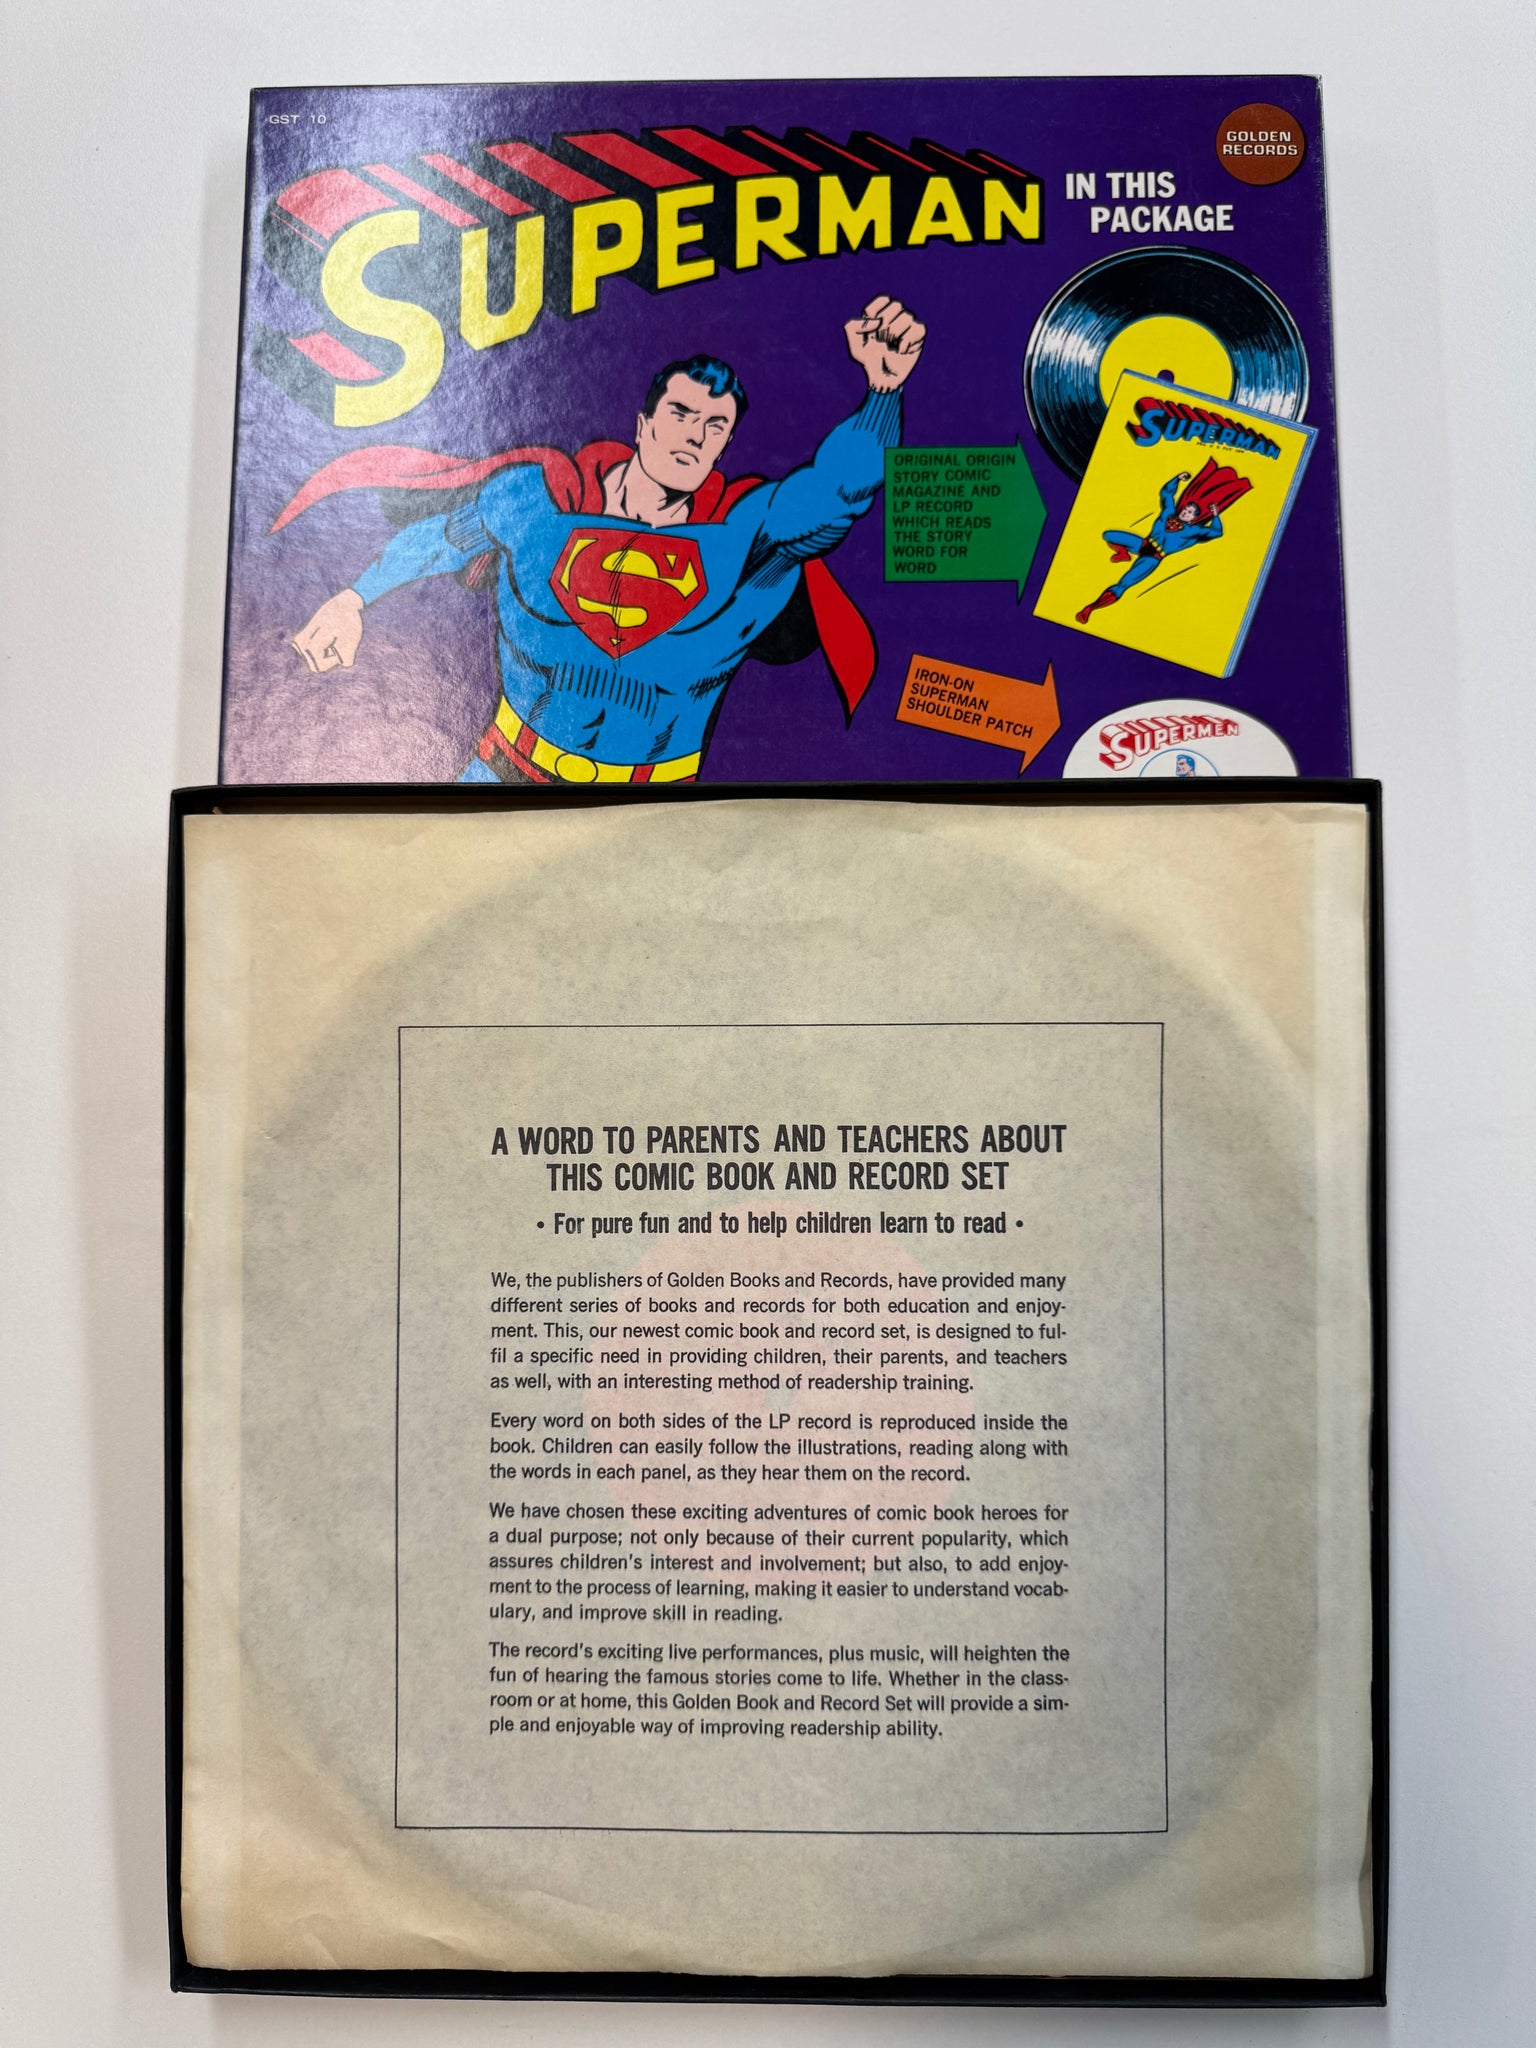 GST 10
GOLDEN
RECORDS
SUPERMAN
IN THIS
PACKAGE
SUPERMAN
ORIGINAL ORIGIN
STORY COMIC
MAGAZINE AND
LP RECORD
WHICH READS
THE STORY
WORD FOR
WORD
IRON-ON
SUPERMAN
SHOULDER PATCH
SUPERMEN
A WORD TO PARENTS AND TEACHERS ABOUT
THIS COMIC BOOK AND RECORD SET
• For pure fun and to help children learn to read •
We, the publishers of Golden Books and Records, have provided many
different series of books and records for both education and enjoy-
ment. This, our newest comic book and record set, is designed to ful-
fil a specific need in providing children, their parents, and teachers
as well, with an interesting method of readership training.
Every word on both sides of the LP record is reproduced inside the
book. Children can easily follow the illustrations, reading along with
the words in each panel, as they hear them on the record.
We have chosen these exciting adventures of comic book heroes for
a dual purpose; not only because of their current popularity, which
assures children's interest and involvement; but also, to add enjoy-
ment to the process of learning, making it easier to understand vocab-
ulary, and improve skill in reading.
The record's exciting live performances, plus music, will heighten the
fun of hearing the famous stories come to life. Whether in the class-
room or at home, this Golden Book and Record Set will provide a sim-
ple and enjoyable way of improving readership ability.